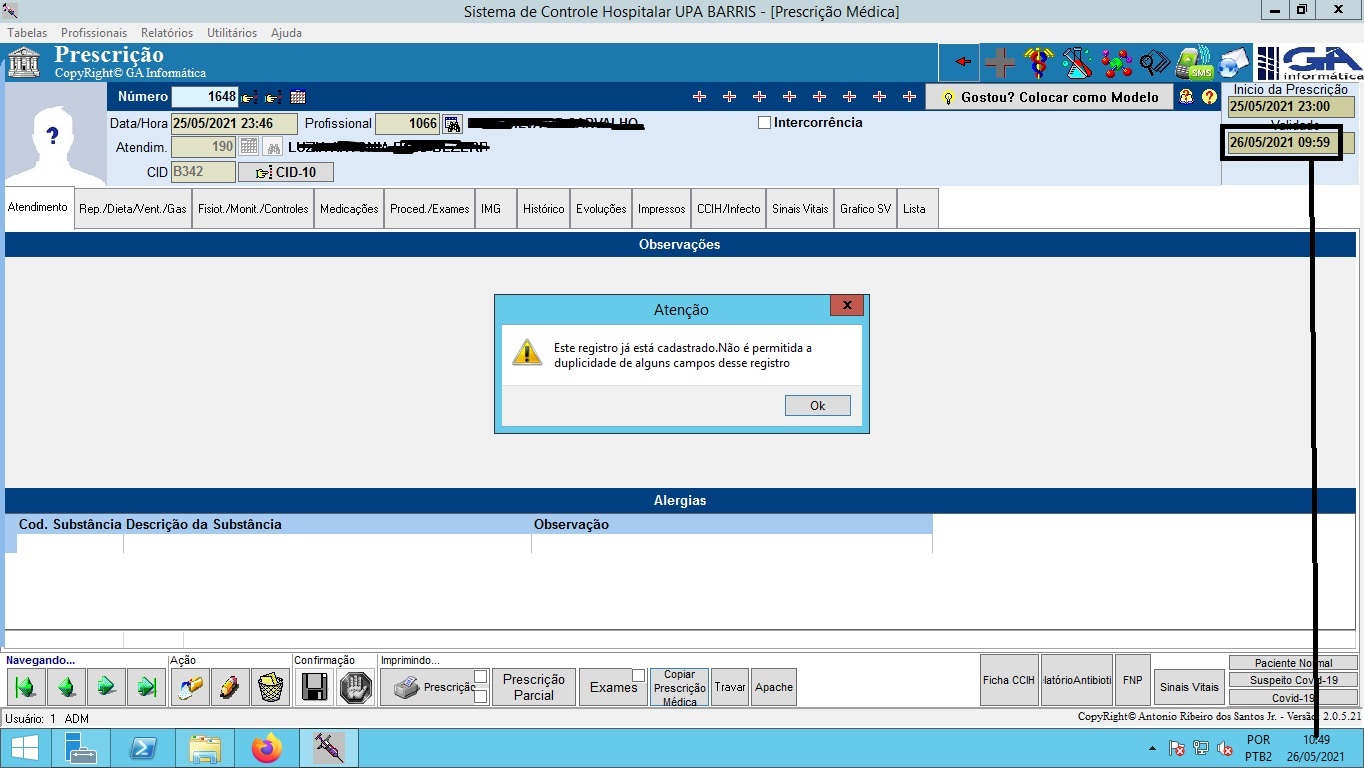 Sistema de Controle Hospitalar UPA BARRIS - [Prescrição Médica]
Tabelas Profissionais Relatórios Utilitários Ajuda
Prescrição
CopyRight© GA Informática
SMS
GA
informática
Número 1648
Gostou? Colocar como Modelo
Inicio da Prescrição
25/05/2021 23:00
Data/Hora 25/05/2021 23:46 Profissional 1066
Intercorrência
Validade
26/05/2021 09:59
Atendim. 190
CID B342 CID-10
Atendimento Rep./Dieta/Vent./Gas Fisiot./Monit./Controles Medicações Proced./Exames IMG Histórico Evoluções Impressos CCIH/Infecto Sinais Vitais Grafico SV Lista
Observações
Atenção
Este registro já está cadastrado.Não é permitida a
duplicidade de alguns campos desse registro
Ok
Alergias
Cod. Substância Descrição da Substância Observação
Navegando... Ação Confirmação Imprimindo...
Prescriçã
Prescrição
Parcial
Exames
Copiar
Prescrição
Médica
Travar Apache
Ficha CCIH latórioAntibioti FNP Sinais Vitais
Paciente Normal
Suspeito Covid-19
Covid-19
Usuário: 1 ADM
CopyRight© Antonio Ribeiro dos Santos Jr. - Versão 2.0.5.21
POR
PTB2
10:49
26/05/2021